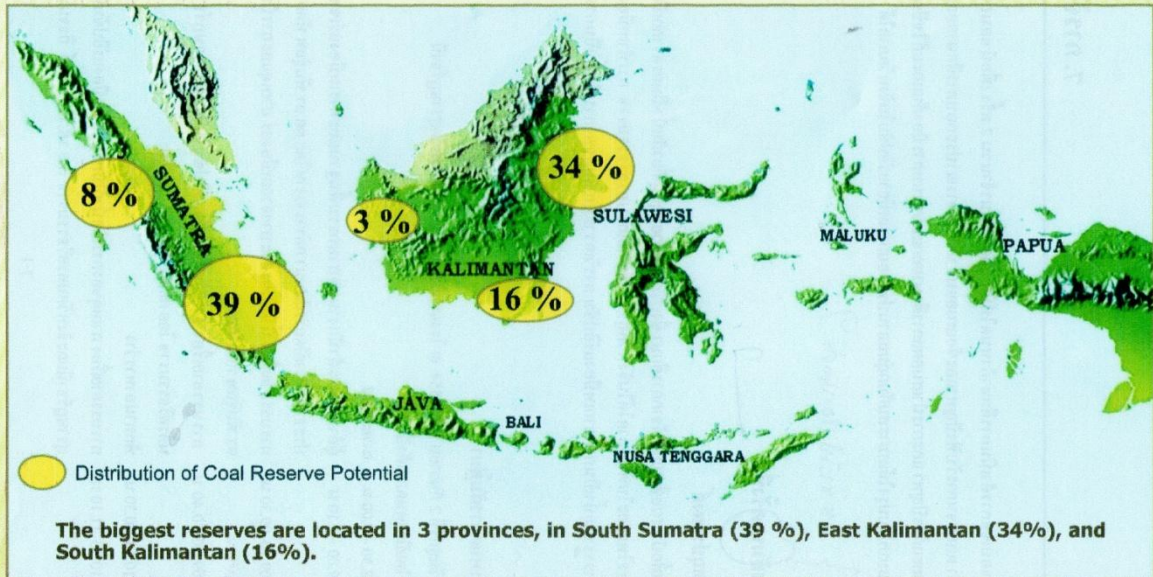 34 %
8 %
SUMATRA
3 %
SULAWESI
MALUKU
PAPUA
KALIMANTAN
39 %
16 %
JAVA
BALI
NUSA TENGGARA
Distribution of Coal Reserve Potential
The biggest reserves are located in 3 provinces, in South Sumatra (39 %), East Kalimantan (34%), and
South Kalimantan (16%).